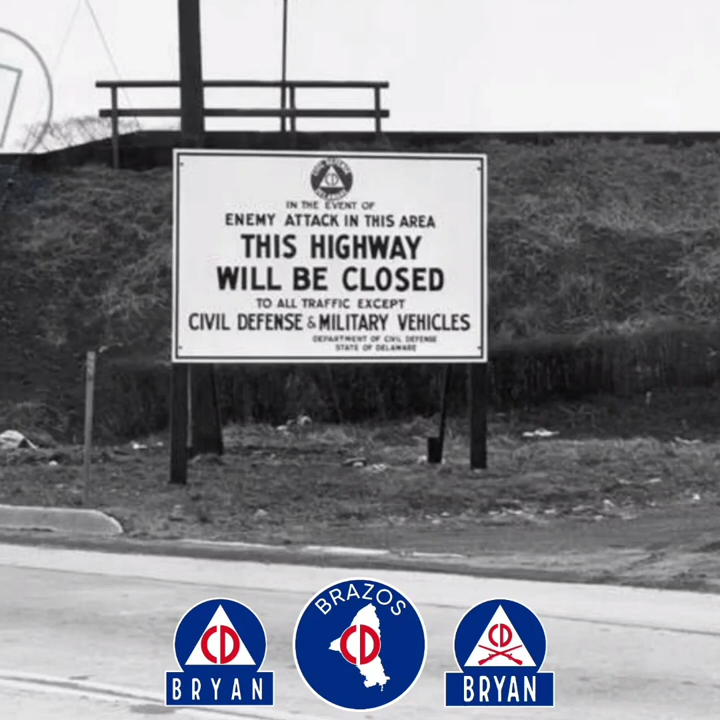 CD
IN THE EVENT OF
ENEMY ATTACK IN THIS AREA
THIS HIGHWAY
WILL BE CLOSED
TO ALL TRAFFIC EXCEPT
CIVIL DEFENSE & MILITARY VEHICLES
DEPARTMENT OF CIVIL DEFENSE
STATE OF DELAWARE
CD
BRYAN
BRAZOS
CD
CD
BRYAN